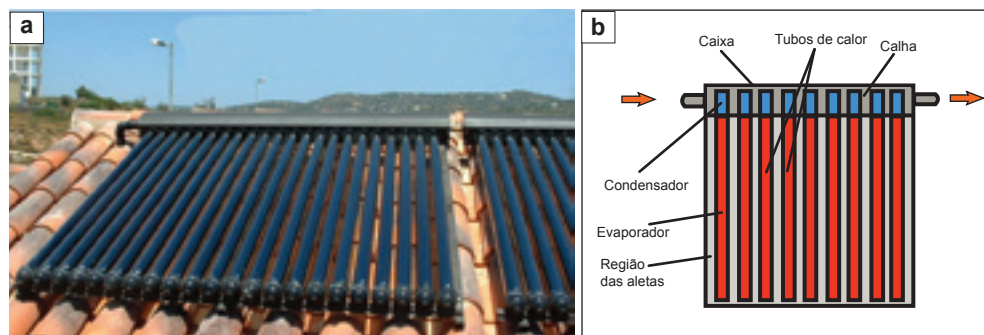 a
b
Caixa
Tubos de calor
Calha
Condensador
Evaporador
Região
das aletas